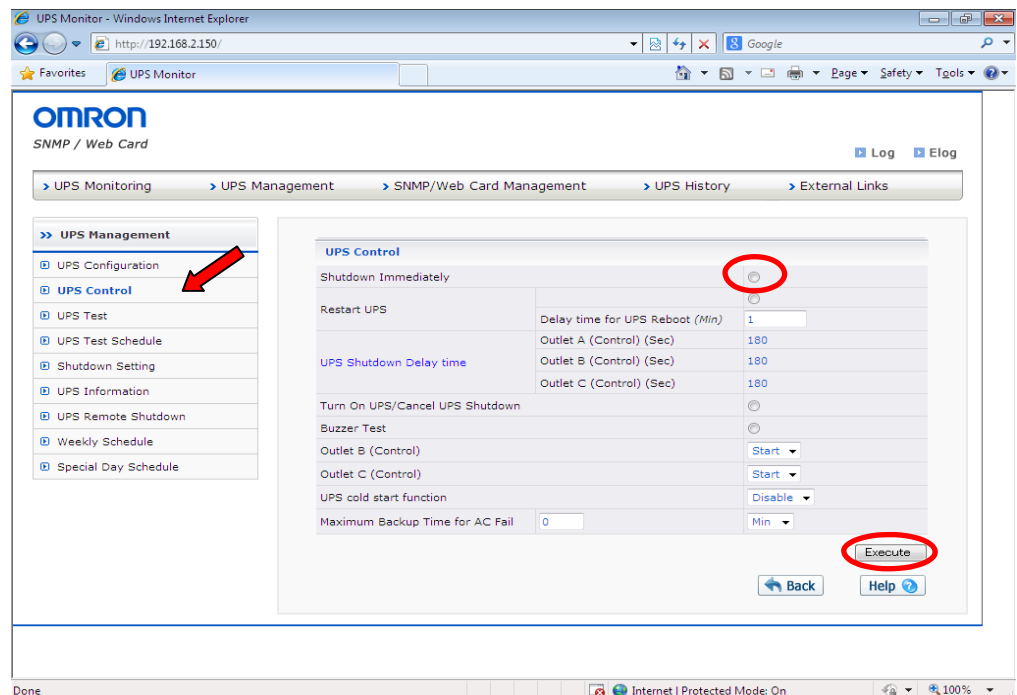 UPS Monitor - Windows Internet Explorer
http://192.168.2.150/
Google
Favorites UPS Monitor Page Safety Tools
OMRON
SNMP / Web Card
Log Elog
UPS Monitoring UPS Management SNMP/Web Card Management UPS History External Links
UPS Management
UPS Configuration
UPS Control
UPS Test
UPS Test Schedule
Shutdown Setting
UPS Information
UPS Remote Shutdown
Weekly Schedule
Special Day Schedule
UPS Control
Shutdown Immediately
Restart UPS
Delay time for UPS Reboot (Min) 1
UPS Shutdown Delay time
Outlet A (Control) (Sec) 180
Outlet B (Control) (Sec) 180
Outlet C (Control) (Sec) 180
Turn On UPS/Cancel UPS Shutdown
Buzzer Test
Outlet B (Control) Start
Outlet C (Control) Start
UPS cold start function Disable
Maximum Backup Time for AC Fail 0 Min
Execute
Back Help
Done Internet | Protected Mode: On 100%